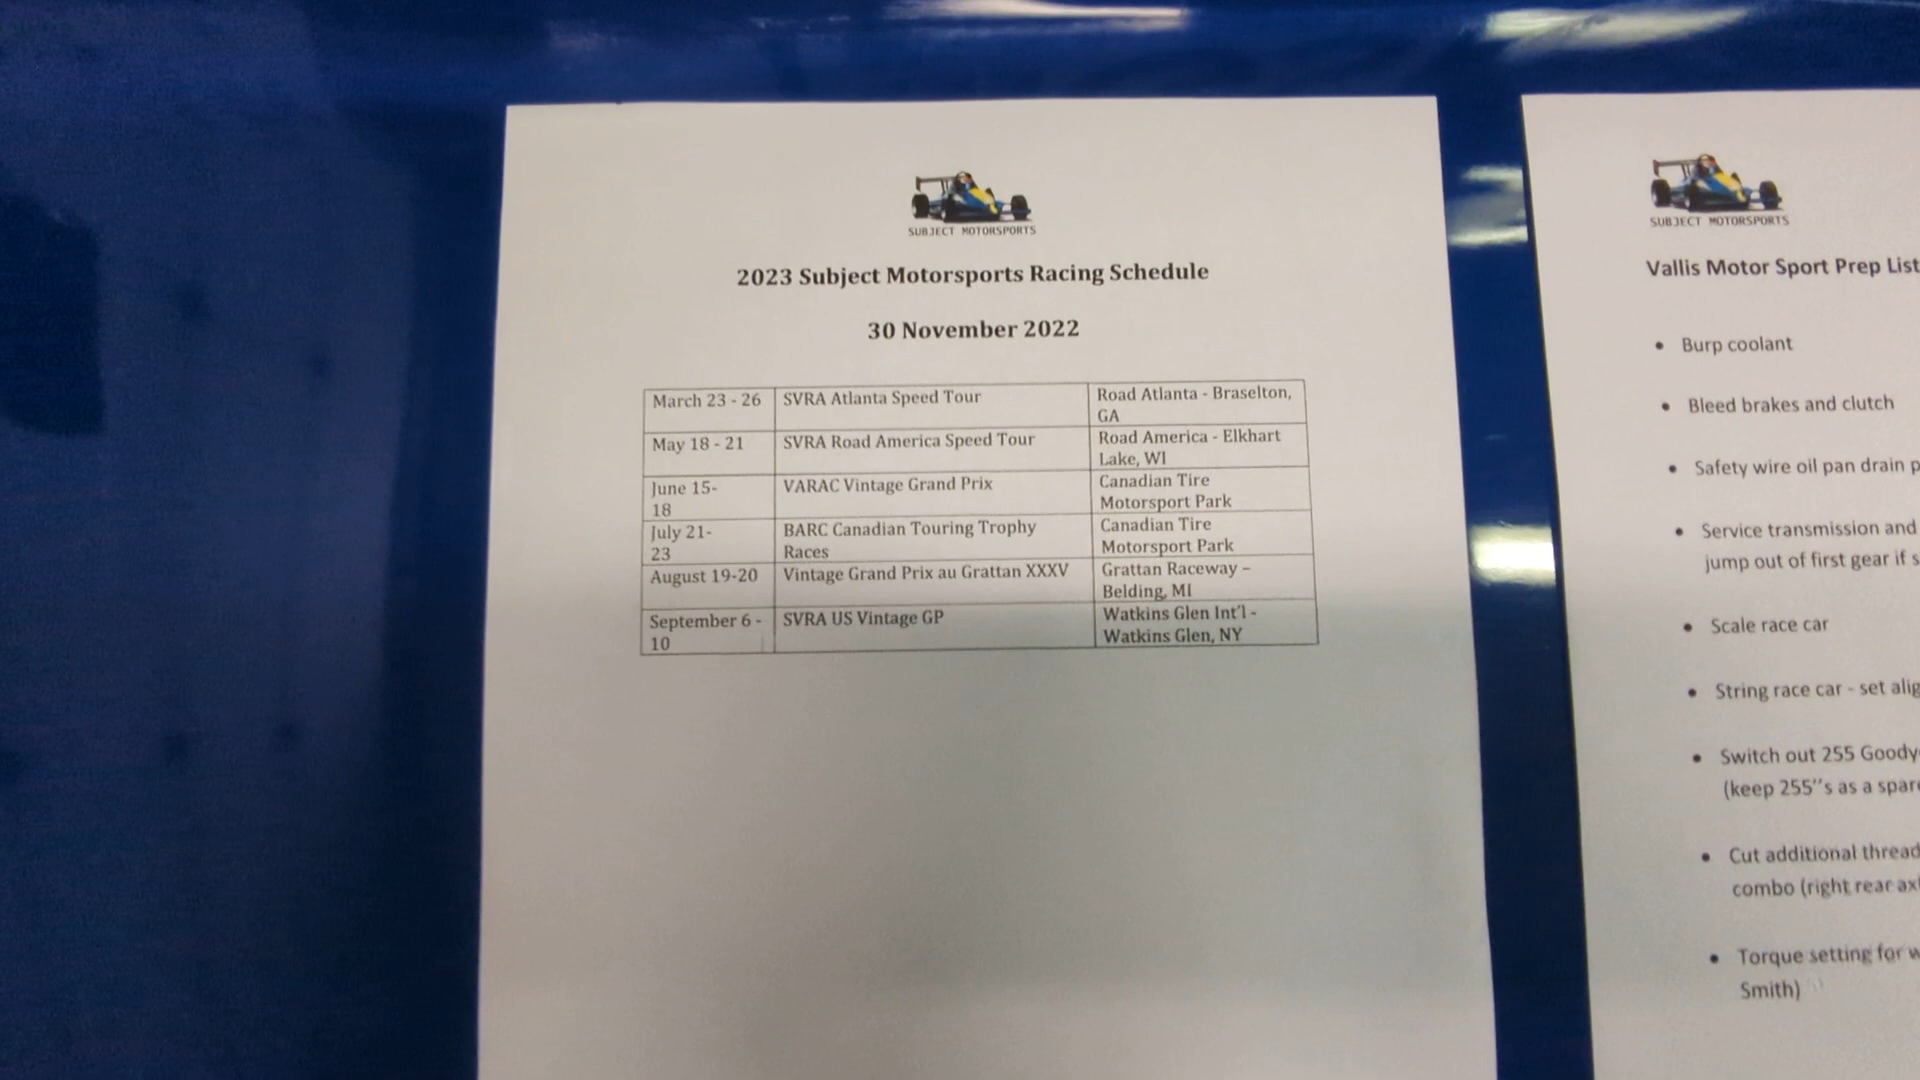 SUBJECT MOTORSPORTS
2023 Subject Motorsports Racing Schedule
30 November 2022
March 23 - 26 SVRA Atlanta Speed Tour Road Atlanta - Braselton,
GA
May 18 - 21 SVRA Road America Speed Tour Road America - Elkhart
Lake, WI
June 15- VARAC Vintage Grand Prix Canadian Tire
18 Motorsport Park
July 21- BARC Canadian Touring Trophy Canadian Tire
23 Races Motorsport Park
August 19-20 Vintage Grand Prix au Grattan XXXV Grattan Raceway –
Belding, MI
September 6 - SVRA US Vintage GP Watkins Glen Int'l -
10 Watkins Glen, NY
SUBJECT MOTORSPORTS
Vallis Motor Sport Prep List
• Burp coolant
• Bleed brakes and clutch
• Safety wire oil pan drain
• Service transmission and
jump out of first gear if
• Scale race car
• String race car - set
• Switch out 255
(keep 255"s as a
• Cut additional
combo (right rear
• Torque setting for
Smith)